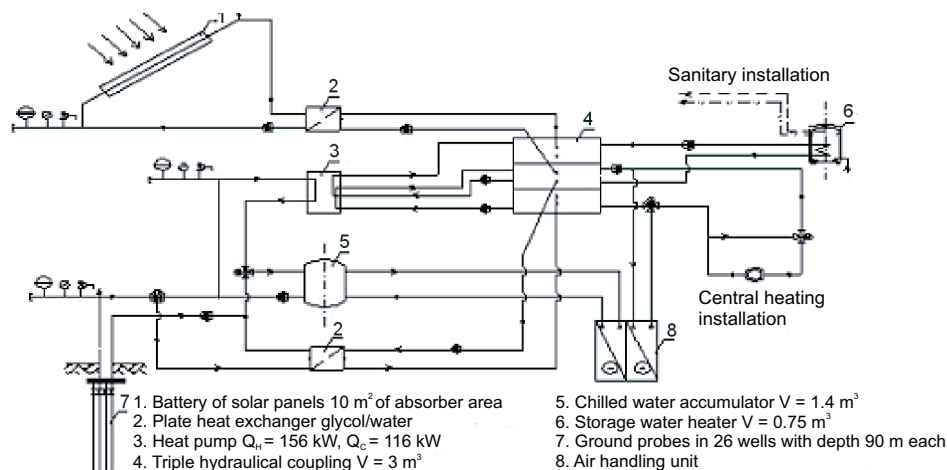 1
2
Sanitary installation
6
4
3
5
Central heating
installation
2
8
7
1. Battery of solar panels 10 m² of absorber area
2. Plate heat exchanger glycol/water
3. Heat pump Q_H = 156 kW, Q_C = 116 kW
4. Triple hydraulical coupling V = 3 m³
5. Chilled water accumulator V = 1.4 m³
6. Storage water heater V = 0.75 m³
7. Ground probes in 26 wells with depth 90 m each
8. Air handling unit